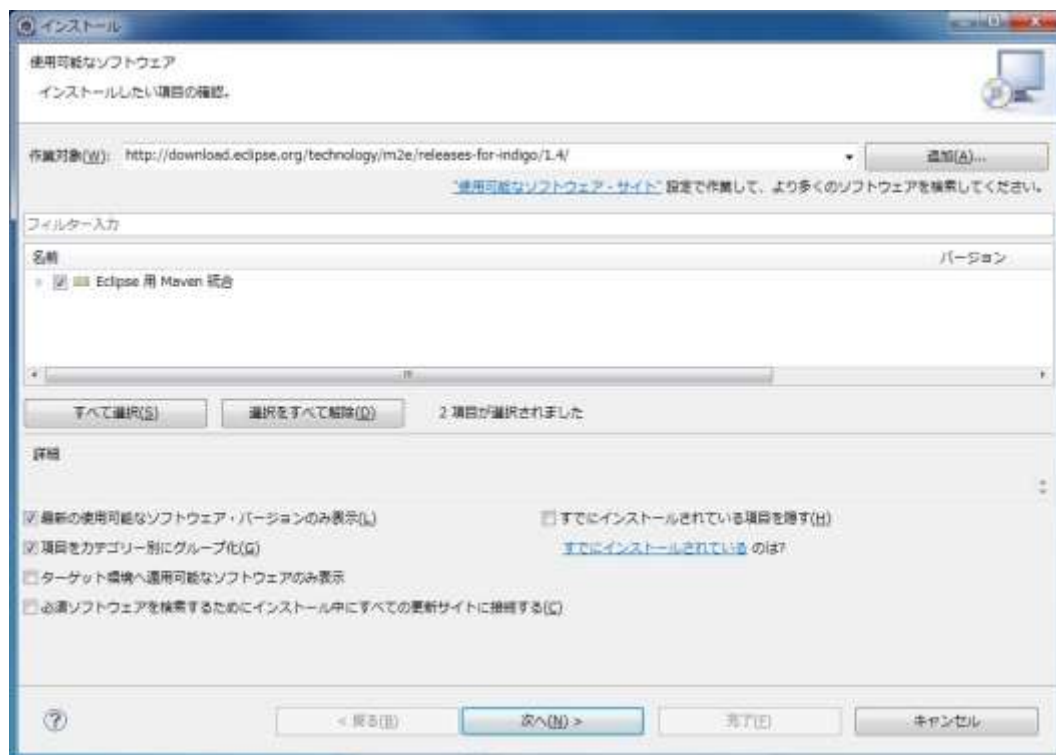 インストール
使用可能なソフトウェア
インストールしたい項目の確認。
作業対象(W): http://download.eclipse.org/technology/m2e/releases-for-indigo/1.4/
追加(A)...
"使用可能なソフトウェア・サイト" 設定で作業して、より多くのソフトウェアを検索してください。
フィルター入力
名前 バージョン
Eclipse 用 Maven 統合
すべて選択(S) 選択をすべて解除(D) 2 項目が選択されました
詳細
最新の使用可能なソフトウェア・バージョンのみ表示(L) すでにインストールされている項目を隠す(H)
項目をカテゴリー別にグループ化(G) すでにインストールされている のは?
ターゲット環境へ適用可能なソフトウェアのみ表示
必須ソフトウェアを検索するためにインストール中にすべての更新サイトに接続する(C)
< 戻る(B) 次へ(N) > 完了(F) キャンセル